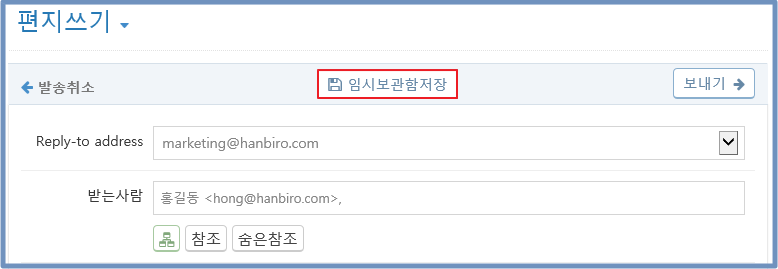 편지쓰기
발송취소 임시보관함저장 보내기
Reply-to address marketing@hanbiro.com
받는사람 홍길동 <hong@hanbiro.com>,
참조 숨은참조